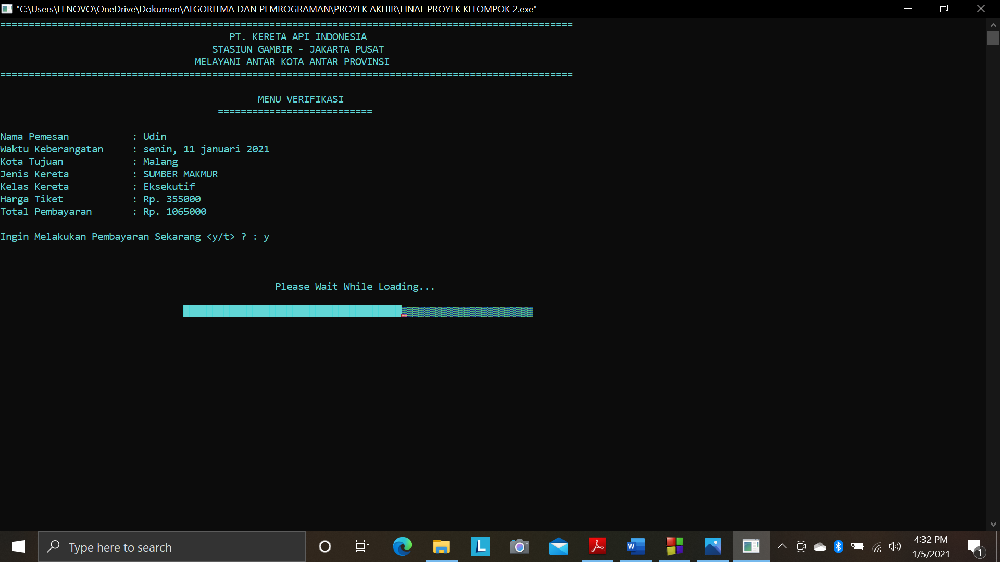 "C:\Users\LENOVO\OneDrive\Dokumen\ALGORITMA DAN PEMROGRAMAN\PROYEK AKHIR\FINAL PROYEK KELOMPOK 2.exe"
====================================================================================================
PT. KERETA API INDONESIA
STASIUN GAMBIR - JAKARTA PUSAT
MELAYANI ANTAR KOTA ANTAR PROVINSI
====================================================================================================
MENU VERIFIKASI
===========================
Nama Pemesan : Udin
Waktu Keberangatan : senin, 11 januari 2021
Kota Tujuan : Malang
Jenis Kereta : SUMBER MAKMUR
Kelas Kereta : Eksekutif
Harga Tiket : Rp. 355000
Total Pembayaran : Rp. 1065000
Ingin Melakukan Pembayaran Sekarang <y/t> ? : y
Please Wait While Loading...
Type here to search
L
W
4:32 PM
1/5/2021
1